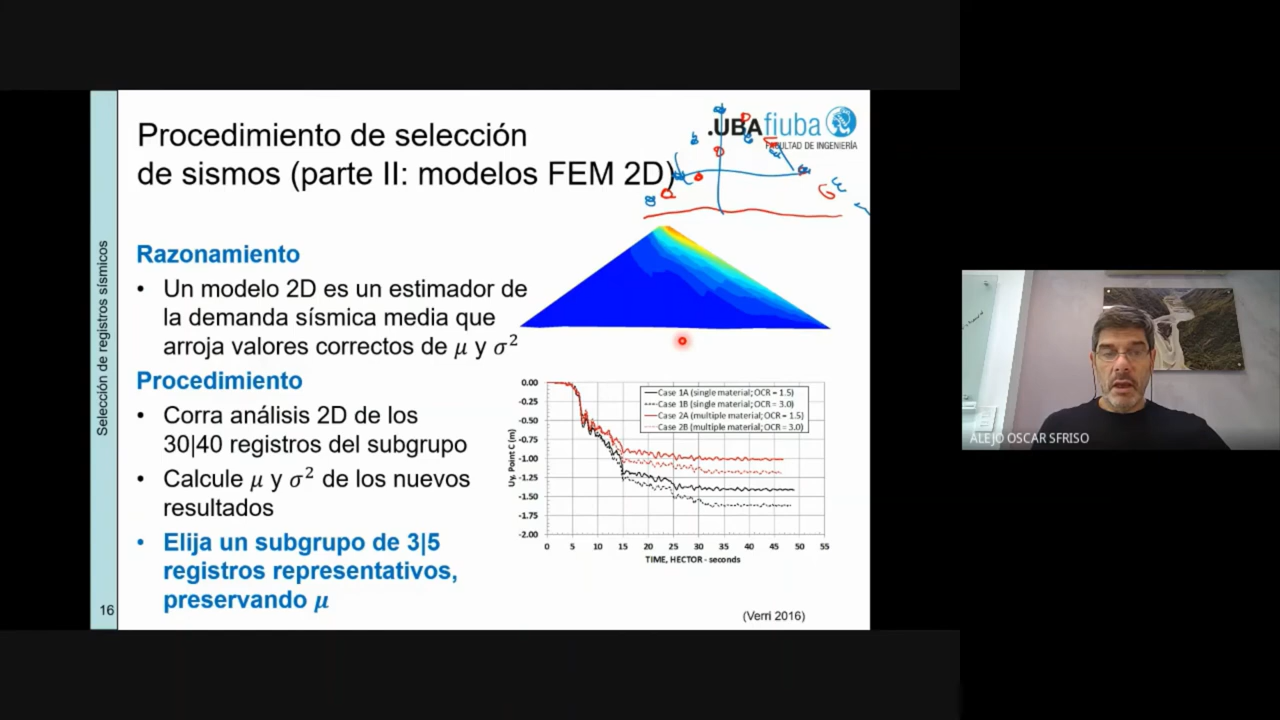 Procedimiento de selección
de sismos (parte II: modelos FEM 2D)
.UBAfiuba
FACULTAD DE INGENIERÍA
Selección de registros sísmicos
Razonamiento
• Un modelo 2D es un estimador de
la demanda sísmica media que
arroja valores correctos de 𝜇 y 𝜎²
Procedimiento
• Corra análisis 2D de los
30|40 registros del subgrupo
• Calcule 𝜇 y 𝜎² de los nuevos
resultados
• Elija un subgrupo de 3|5
registros representativos,
preservando 𝝁
16
Case 1A (single material; OCR = 1.5)
Case 1B (single material; OCR = 3.0)
Case 2A (multiple material; OCR = 1.5)
Case 2B (multiple material; OCR = 3.0)
Uy, Point C (m)
0.00
-0.25
-0.50
-0.75
-1.00
-1.25
-1.50
-1.75
-2.00
0 5 10 15 20 25 30 35 40 45 50 55
TIME, HECTOR - seconds
(Verri 2016)
ALEJO OSCAR SFRISO